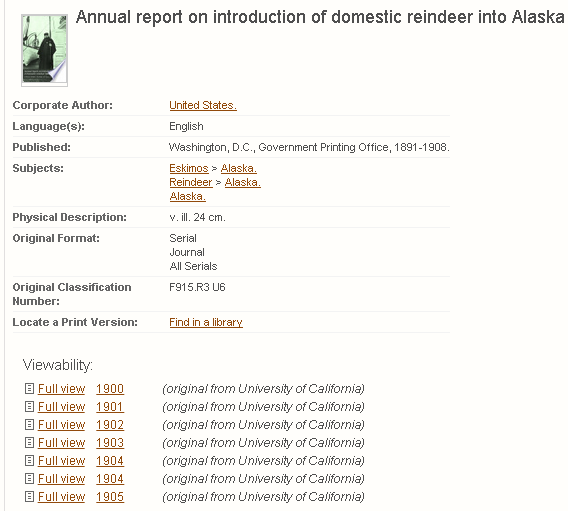 Annual report on introduction of domestic reindeer into Alaska
Corporate Author: United States.
Language(s): English
Published: Washington, D.C., Government Printing Office, 1891-1908.
Subjects: Eskimos > Alaska.
Reindeer > Alaska.
Alaska.
Physical Description: v. ill. 24 cm.
Original Format: Serial
Journal
All Serials
Original Classification Number: F915.R3 U6
Locate a Print Version: Find in a library
Viewability:
Full view 1900 (original from University of California)
Full view 1901 (original from University of California)
Full view 1902 (original from University of California)
Full view 1903 (original from University of California)
Full view 1904 (original from University of California)
Full view 1904 (original from University of California)
Full view 1905 (original from University of California)